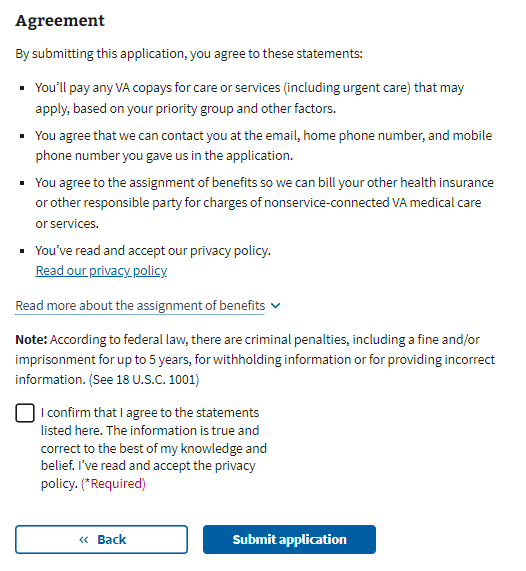 Agreement
By submitting this application, you agree to these statements:
▪ You’ll pay any VA copays for care or services (including urgent care) that may
apply, based on your priority group and other factors.
▪ You agree that we can contact you at the email, home phone number, and mobile
phone number you gave us in the application.
▪ You agree to the assignment of benefits so we can bill your other health insurance
or other responsible party for charges of nonservice-connected VA medical care
or services.
▪ You’ve read and accept our privacy policy.
Read our privacy policy
Read more about the assignment of benefits
Note: According to federal law, there are criminal penalties, including a fine and/or
imprisonment for up to 5 years, for withholding information or for providing incorrect
information. (See 18 U.S.C. 1001)
I confirm that I agree to the statements
listed here. The information is true and
correct to the best of my knowledge and
belief. I’ve read and accept the privacy
policy. (*Required)
« Back
Submit application